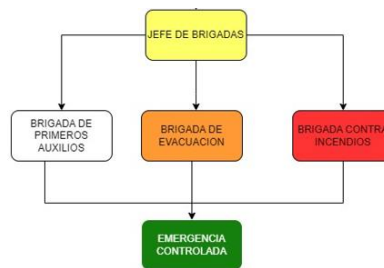 JEFE DE BRIGADAS
BRIGADA DE
PRIMEROS
AUXILIOS
BRIGADA DE
EVACUACION
BRIGADA CONTRA
INCENDIOS
EMERGENCIA
CONTROLADA